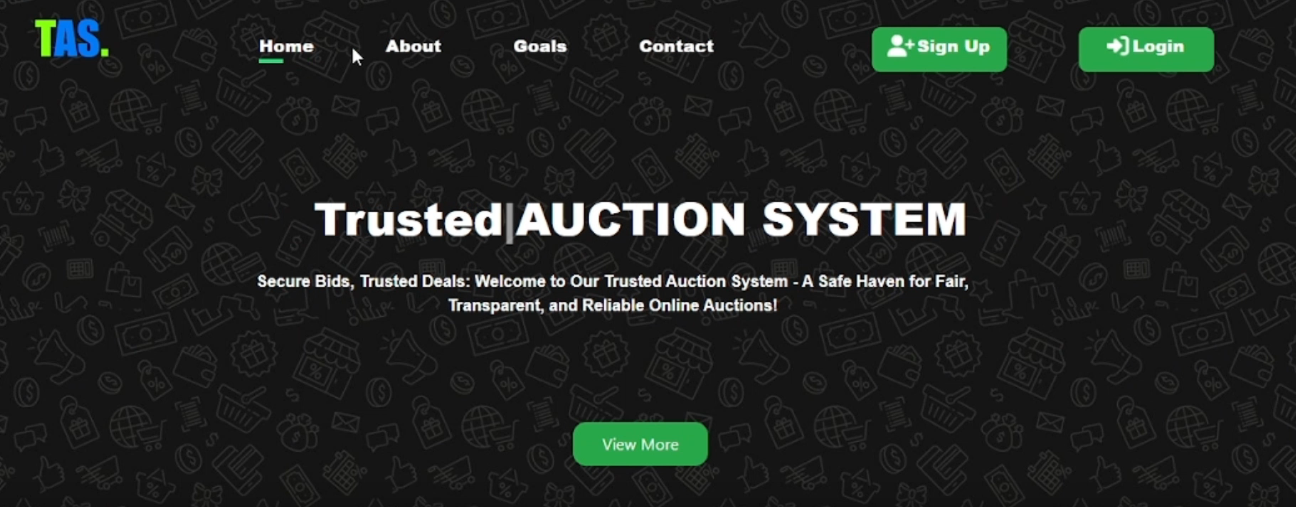 TAS.
Home About Goals Contact Sign Up Login
Trusted|AUCTION SYSTEM
Secure Bids, Trusted Deals: Welcome to Our Trusted Auction System - A Safe Haven for Fair,
Transparent, and Reliable Online Auctions!
View More